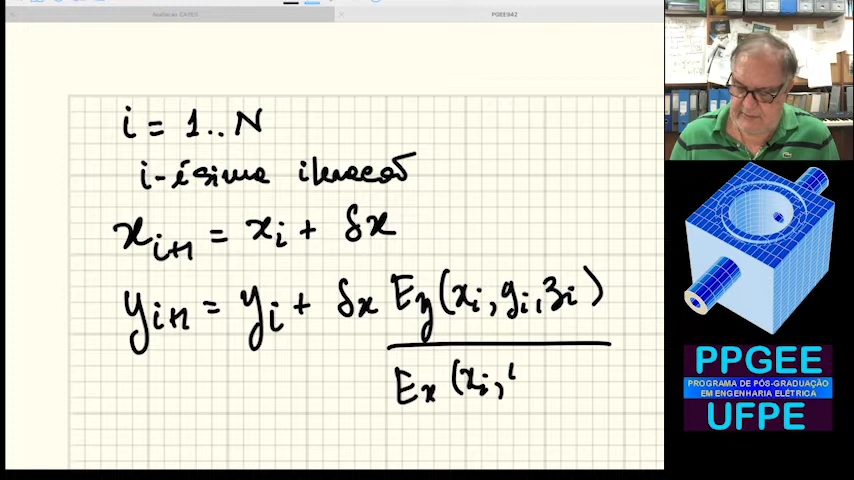 PGEE942
i = 1..N
i-ésima iteração
x_{i+1} = x_i + δx
y_{i+1} = y_i + δx E_y(x_i, y_i, z_i)
E_x(x_i,
PPGEE
PROGRAMA DE PÓS-GRADUAÇÃO
EM ENGENHARIA ELÉTRICA
UFPE